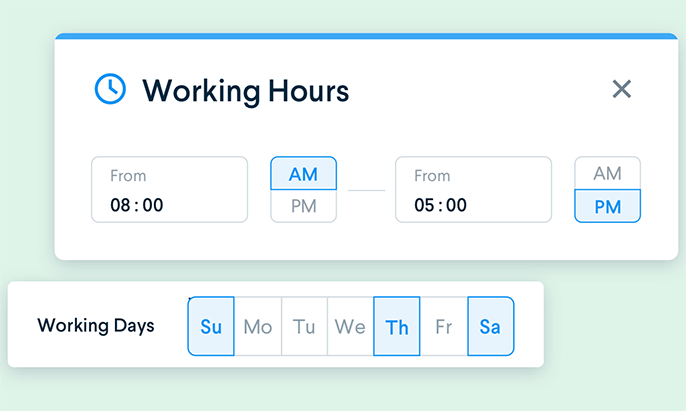 Working Hours
From
08 : 00
AM
PM
From
05 : 00
AM
PM
Working Days
Su Mo Tu We Th Fr Sa